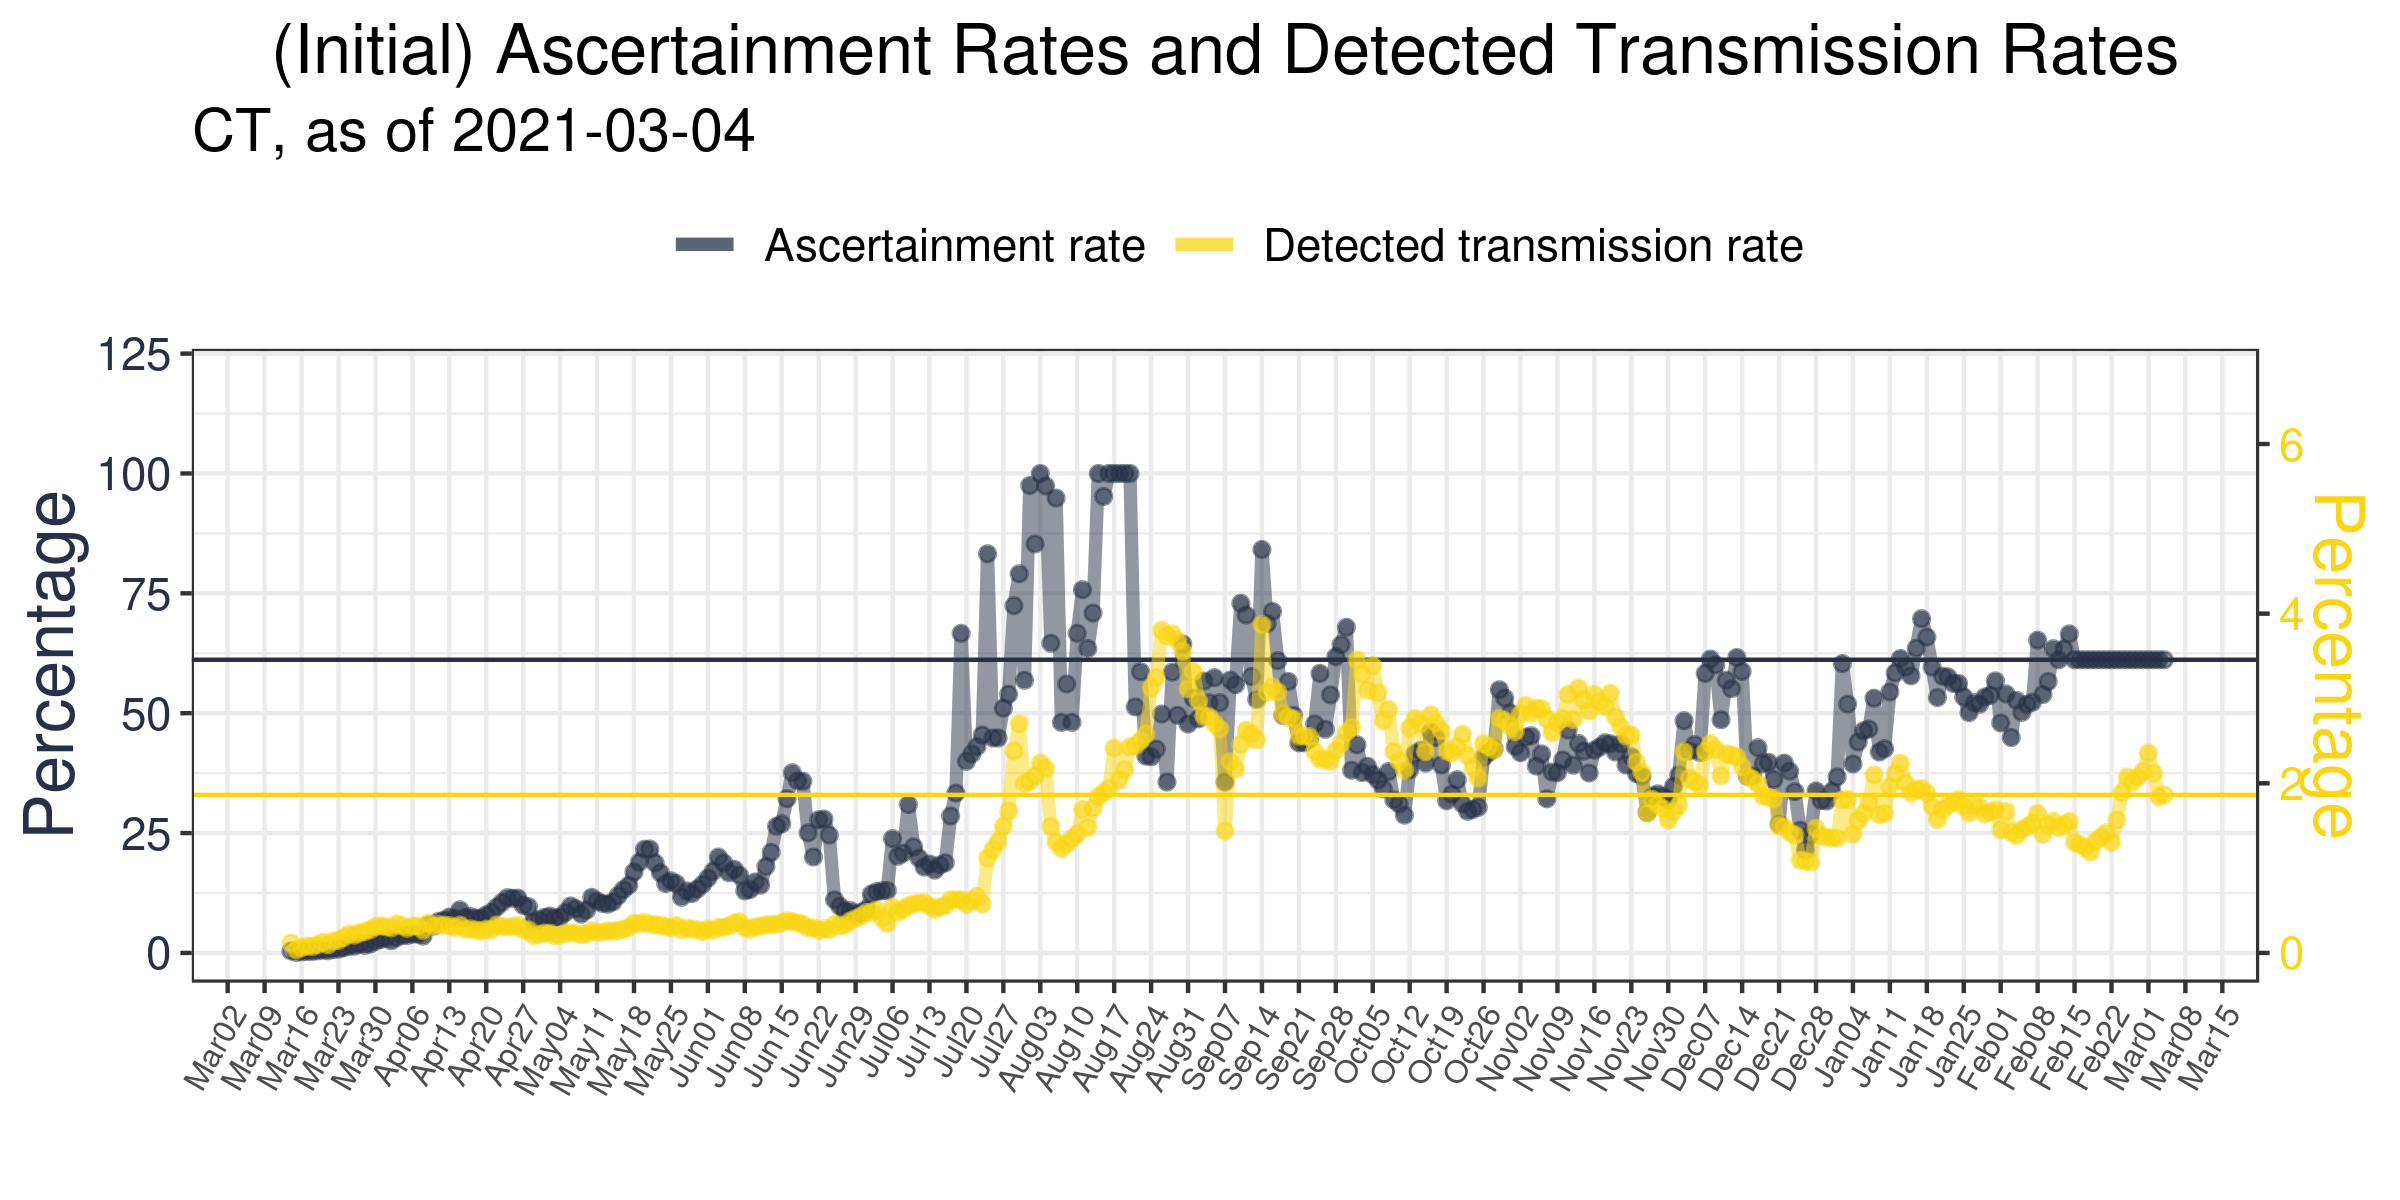 (Initial) Ascertainment Rates and Detected Transmission Rates
CT, as of 2021-03-04
Ascertainment rate Detected transmission rate
Percentage
125
100
75
50
25
0
6
4
2
0
Percentage
Mar02 Mar09 Mar16 Mar23 Mar30 Apr06 Apr13 Apr20 Apr27 May04 May11 May18 May25 Jun01 Jun08 Jun15 Jun22 Jun29 Jul06 Jul13 Jul20 Jul27 Aug03 Aug10 Aug17 Aug24 Aug31 Sep07 Sep14 Sep21 Sep28 Oct05 Oct12 Oct19 Oct26 Nov02 Nov09 Nov16 Nov23 Nov30 Dec07 Dec14 Dec21 Dec28 Jan04 Jan11 Jan18 Jan25 Feb01 Feb08 Feb15 Feb22 Mar01 Mar08 Mar15